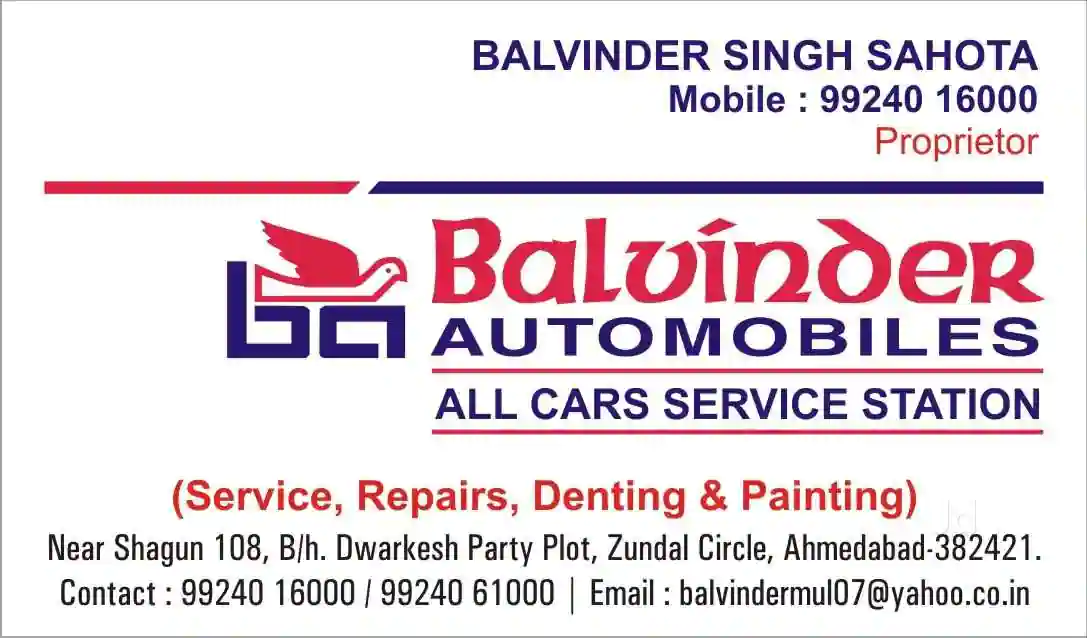 BALVINDER SINGH SAHOTA
Mobile : 99240 16000
Proprietor
ba
Balvinder
AUTOMOBILES
ALL CARS SERVICE STATION
(Service, Repairs, Denting & Painting)
Near Shagun 108, B/h. Dwarkesh Party Plot, Zundal Circle, Ahmedabad-382421.
Contact : 99240 16000 / 99240 61000 | Email : balvindermul07@yahoo.co.in